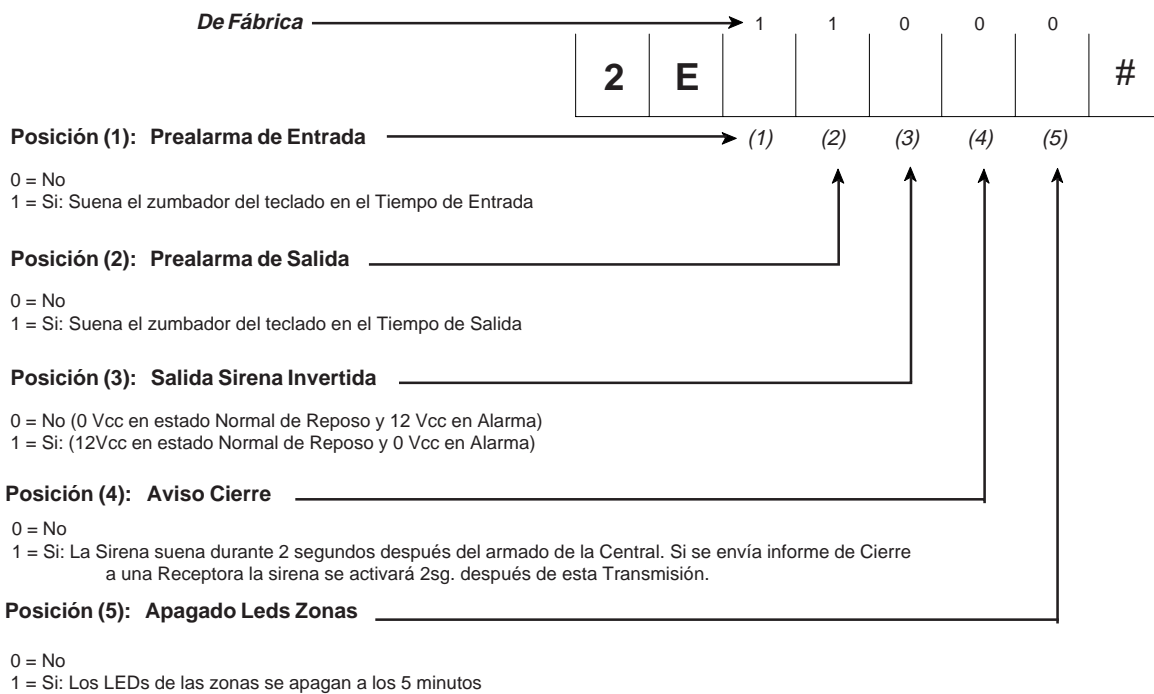 De Fábrica 1 1 0 0 0
2 E #
Posición (1): Prealarma de Entrada (1) (2) (3) (4) (5)
0 = No
1 = Si: Suena el zumbador del teclado en el Tiempo de Entrada
Posición (2): Prealarma de Salida
0 = No
1 = Si: Suena el zumbador del teclado en el Tiempo de Salida
Posición (3): Salida Sirena Invertida
0 = No (0 Vcc en estado Normal de Reposo y 12 Vcc en Alarma)
1 = Si: (12Vcc en estado Normal de Reposo y 0 Vcc en Alarma)
Posición (4): Aviso Cierre
0 = No
1 = Si: La Sirena suena durante 2 segundos después del armado de la Central. Si se envía informe de Cierre
a una Receptora la sirena se activará 2sg. después de esta Transmisión.
Posición (5): Apagado Leds Zonas
0 = No
1 = Si: Los LEDs de las zonas se apagan a los 5 minutos